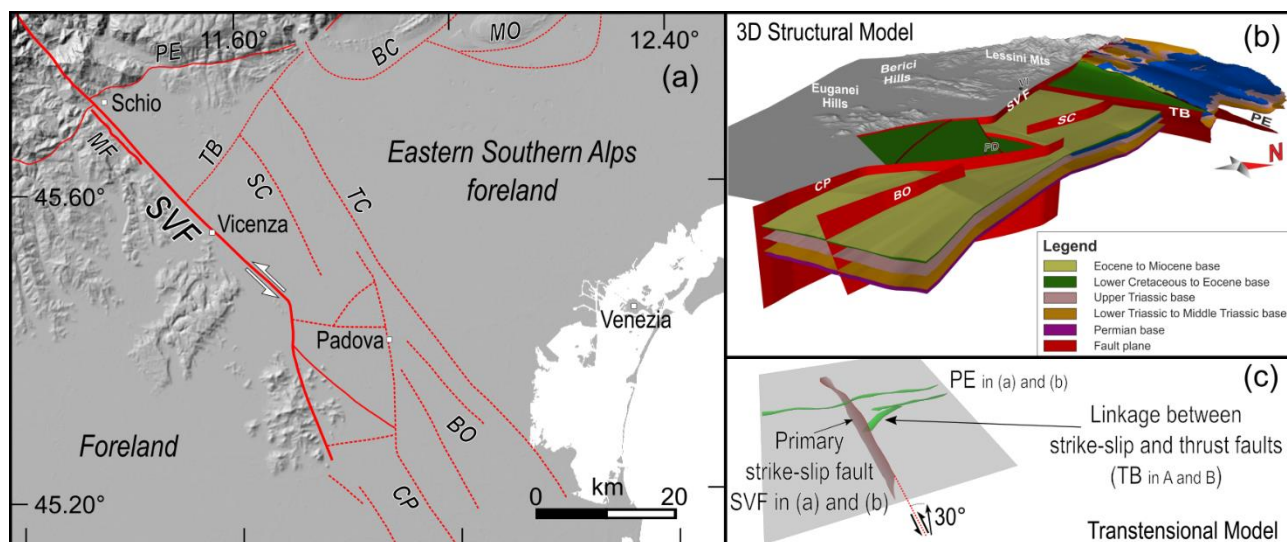 11.60°
12.40°
(a)
PE
BC
MO
Schio
MF
TB
SC
TC
Eastern Southern Alps
foreland
45.60°
SVF
Vicenza
Venezia
Padova
BO
Foreland
CP
45.20°
km
0 20
3D Structural Model
(b)
Lessini Mts
Berici
Hills
Euganei
Hills
VI
SVF
SC
TB
PE
PD
CP
BO
N
Legend
Eocene to Miocene base
Lower Cretaceous to Eocene base
Upper Triassic base
Lower Triassic to Middle Triassic base
Permian base
Fault plane
(c)
PE in (a) and (b)
Primary
strike-slip fault
SVF in (a) and (b)
Linkage between
strike-slip and thrust faults
(TB in A and B)
30°
Transtensional Model